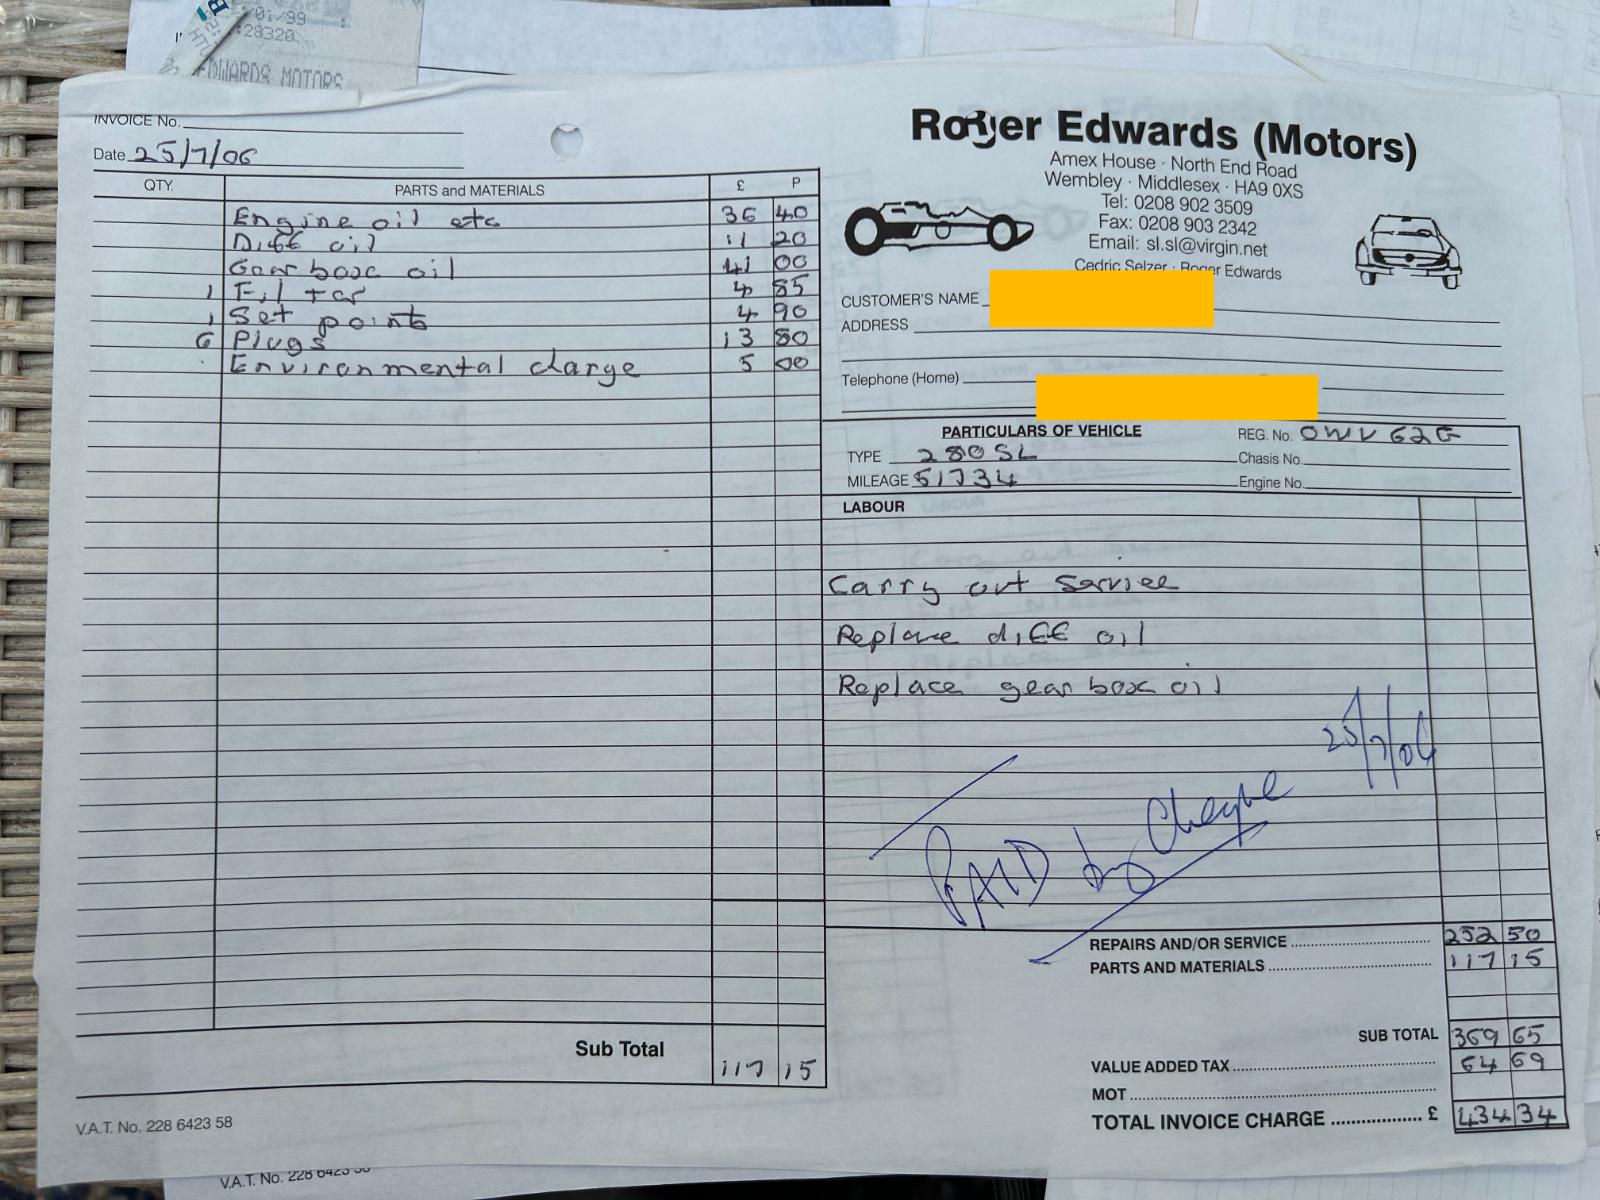 /01/99
:28320
EDWARDS MOTORS
INVOICE No.
Date 25/7/06
QTY. PARTS and MATERIALS £ P
Engine oil etc 36 40
Diff oil 11 20
Gear box oil 41 00
1 Filter 4 85
1 Set points 4 90
6 Plugs 13 80
Environmental charge 5 00
Sub Total 117 15
V.A.T. No. 228 6423 58
Roger Edwards (Motors)
Amex House · North End Road
Wembley · Middlesex · HA9 0XS
Tel: 0208 902 3509
Fax: 0208 903 2342
Email: sl.sl@virgin.net
Cedric Selzer · Roger Edwards
CUSTOMER'S NAME
ADDRESS
Telephone (Home)
PARTICULARS OF VEHICLE REG. No. OWV 62G
TYPE 280SL Chasis No.
MILEAGE 51734 Engine No.
LABOUR
Carry out service
Replace diff oil
Replace gear box oil
25/7/06
PAID by Cheque
REPAIRS AND/OR SERVICE 252 50
PARTS AND MATERIALS 117 15
SUB TOTAL 369 65
VALUE ADDED TAX 64 69
MOT
TOTAL INVOICE CHARGE £ 434 34
V.A.T. No. 228 6423 58